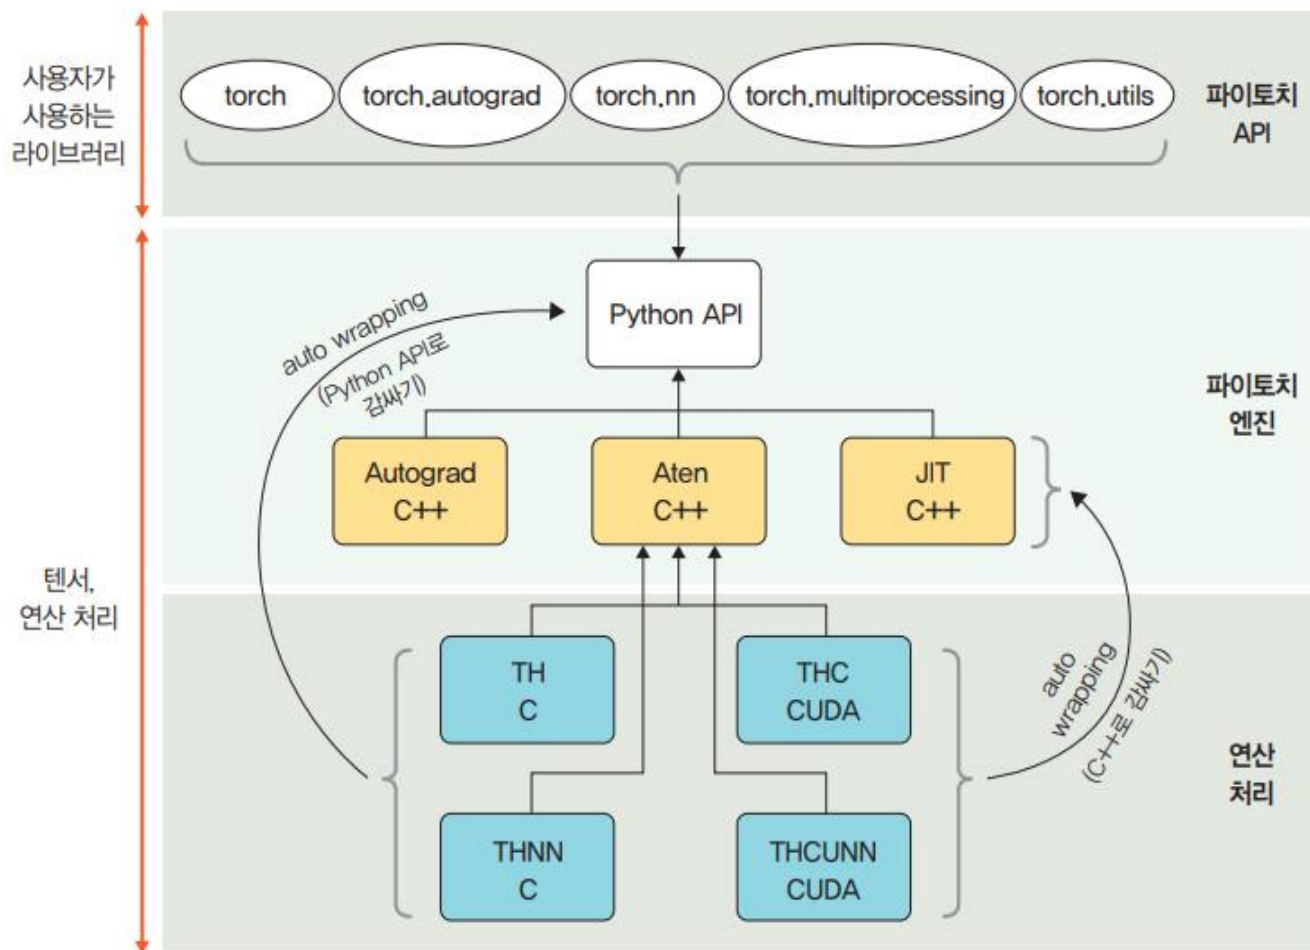 사용자가
사용하는
라이브러리
torch
torch.autograd
torch.nn
torch.multiprocessing
torch.utils
파이토치
API
Python API
auto wrapping
(Python API로
감싸기)
파이토치
엔진
Autograd
C++
Aten
C++
JIT
C++
텐서,
연산 처리
TH
C
THC
CUDA
auto
wrapping
(C++로 감싸기)
연산
처리
THNN
C
THCUNN
CUDA